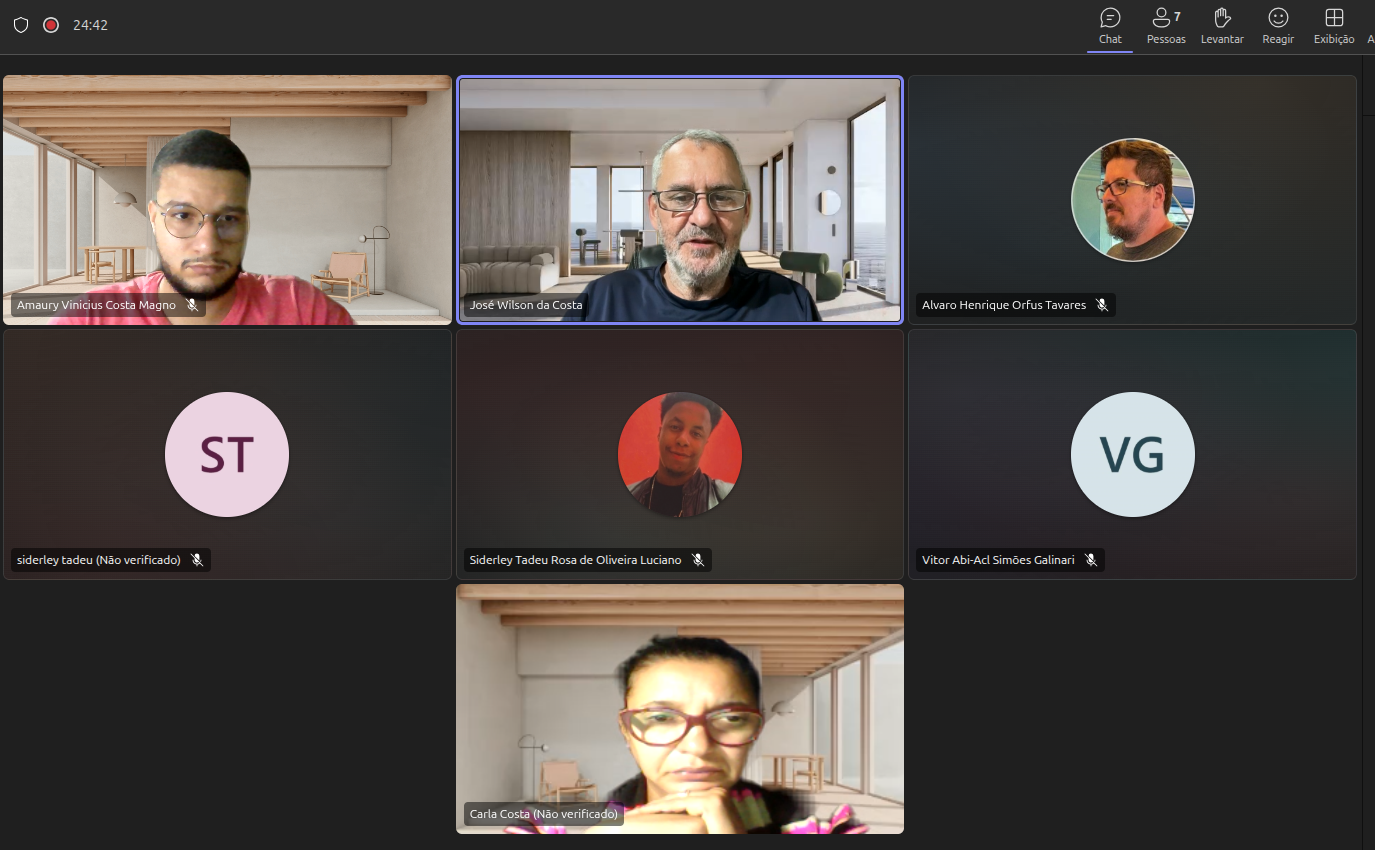 24:42
Chat
7
Pessoas
Levantar
Reagir
Exibição
A
Amaury Vinicius Costa Magno
José Wilson da Costa
Alvaro Henrique Orfus Tavares
ST
siderley tadeu (Não verificado)
Siderley Tadeu Rosa de Oliveira Luciano
VG
Vitor Abi-Acl Simões Galinari
Carla Costa (Não verificado)